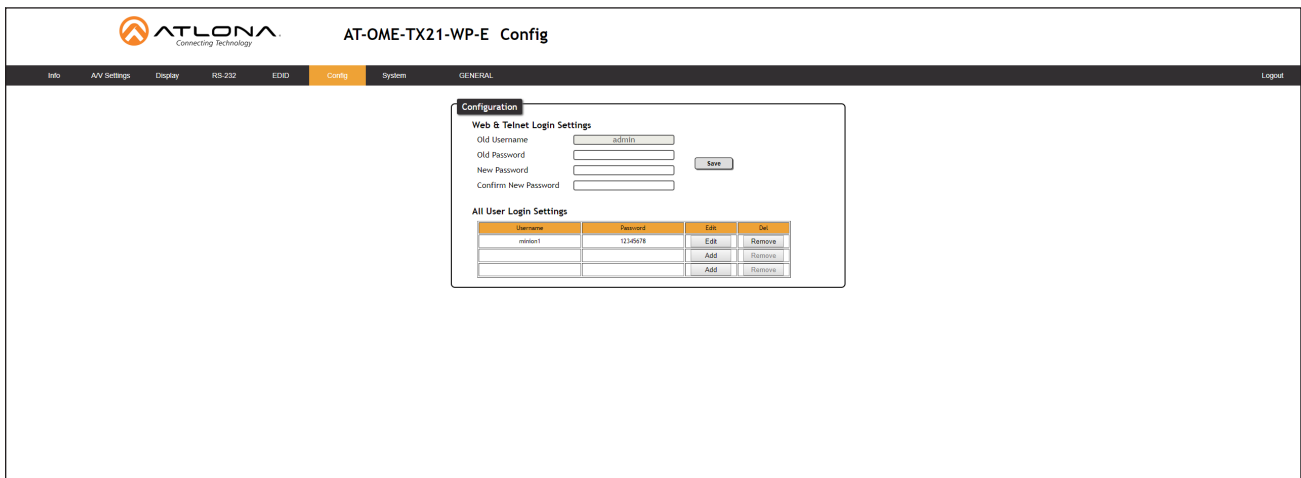 ATLONA.
Connecting Technology
AT-OME-TX21-WP-E Config
Info A/V Settings Display RS-232 EDID Config System GENERAL Logout
Configuration
Web & Telnet Login Settings
Old Username admin
Old Password
Save
New Password
Confirm New Password
All User Login Settings
Username Password Edit Del
minion1 12345678 Edit Remove
Add Remove
Add Remove